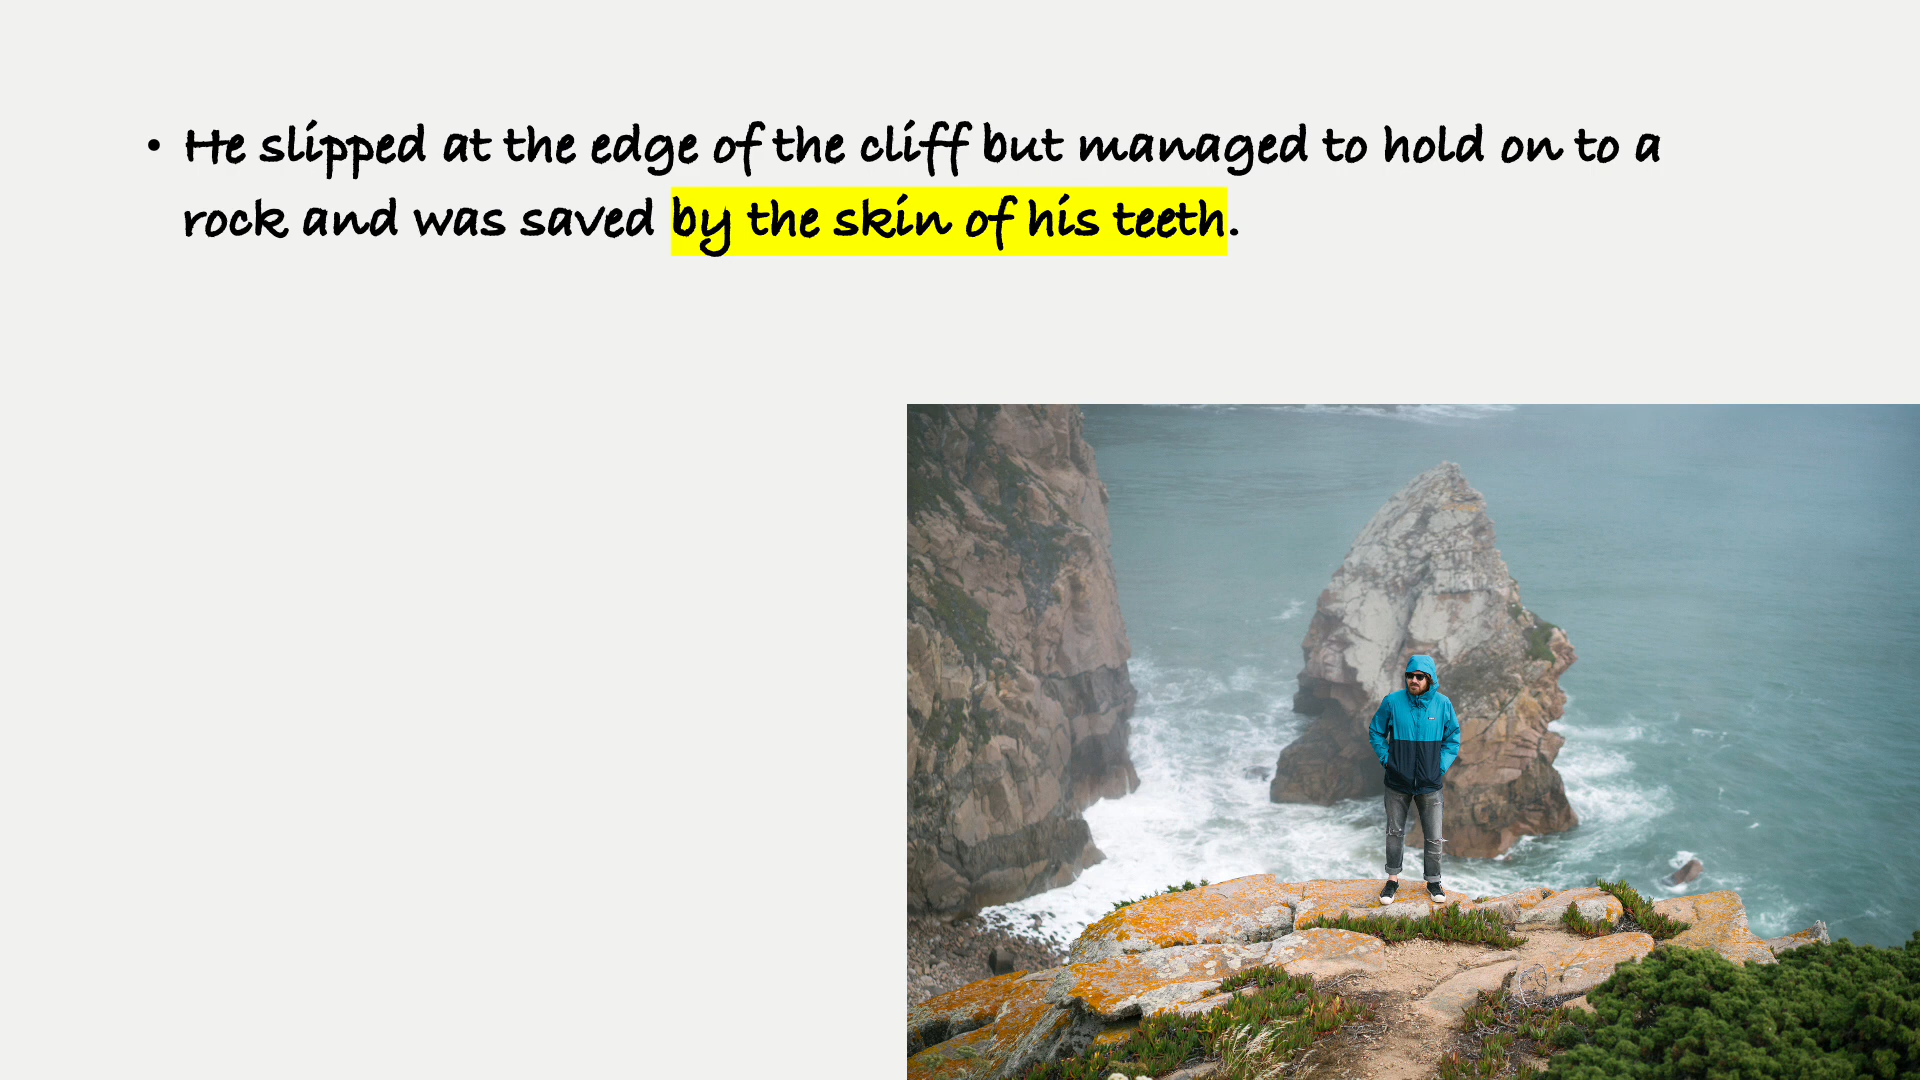 • He slipped at the edge of the cliff but managed to hold on to a
rock and was saved by the skin of his teeth.